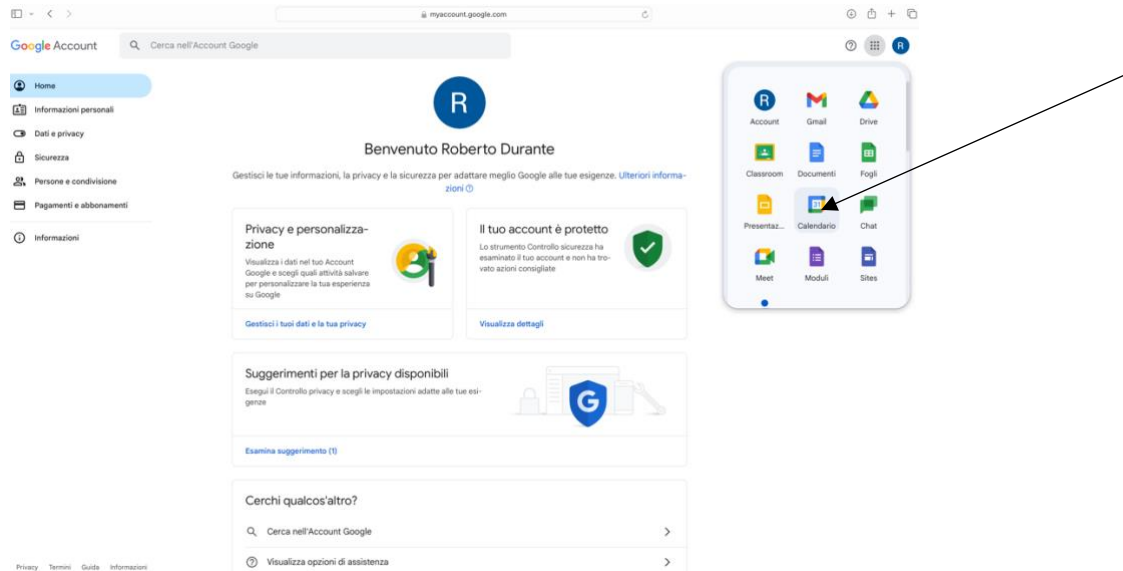 myaccount.google.com
Google Account
Cerca nell'Account Google
R
Home
Informazioni personali
Dati e privacy
Sicurezza
Persone e condivisione
Pagamenti e abbonamenti
Informazioni
R
Benvenuto Roberto Durante
Gestisci le tue informazioni, la privacy e la sicurezza per adattare meglio Google alle tue esigenze. Ulteriori informa-
zioni
Privacy e personalizza-
zione
Visualizza i dati nel tuo Account
Google e scegli quali attività salvare
per personalizzare la tua esperienza
su Google
Gestisci i tuoi dati e la tua privacy
Il tuo account è protetto
Lo strumento Controllo sicurezza ha
esaminato il tuo account e non ha tro-
vato azioni consigliate
Visualizza dettagli
Suggerimenti per la privacy disponibili
Esegui il Controllo privacy e scegli le impostazioni adatte alle tue esi-
genze
G
Esamina suggerimento (1)
Cerchi qualcos'altro?
Cerca nell'Account Google
Visualizza opzioni di assistenza
R
Account Gmail Drive
Classroom Documenti Fogli
31
Presentaz... Calendario Chat
Meet Moduli Sites
Privacy Termini Guida Informazioni